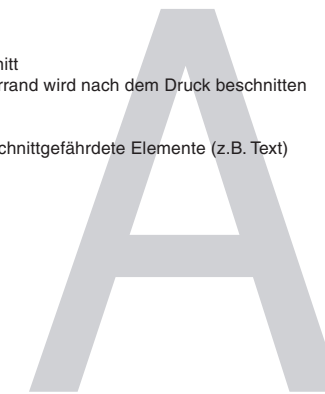 nitt
rrand wird nach dem Druck beschnitten
chnittgefährdete Elemente (z.B. Text)
A